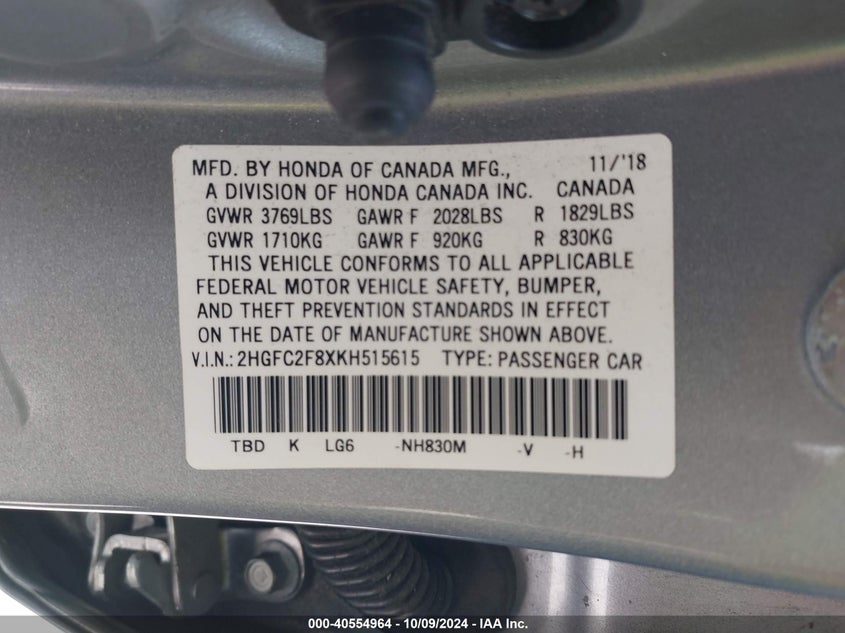 MFD. BY HONDA OF CANADA MFG., 11/'18
A DIVISION OF HONDA CANADA INC. CANADA
GVWR 3769LBS GAWR F 2028LBS R 1829LBS
GVWR 1710KG GAWR F 920KG R 830KG
THIS VEHICLE CONFORMS TO ALL APPLICABLE
FEDERAL MOTOR VEHICLE SAFETY, BUMPER,
AND THEFT PREVENTION STANDARDS IN EFFECT
ON THE DATE OF MANUFACTURE SHOWN ABOVE.
V.I.N.: 2HGFC2F8XKH515615 TYPE: PASSENGER CAR
TBD K LG6 -NH830M -V -H
000-40554964 - 10/09/2024 - IAA Inc.